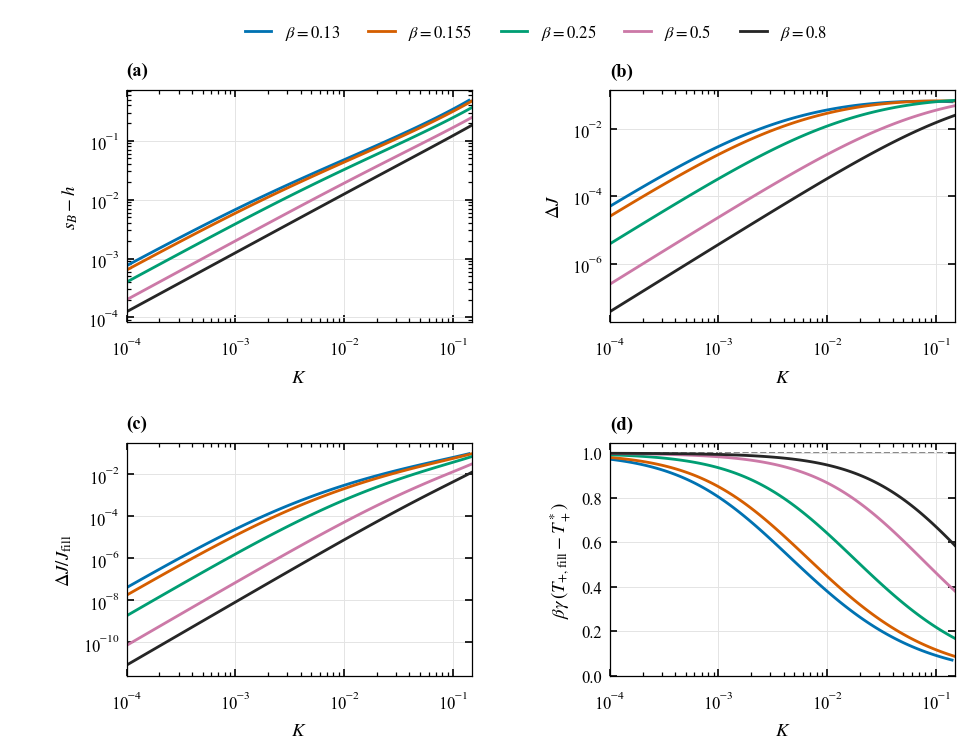 β = 0.13 β = 0.155 β = 0.25 β = 0.5 β = 0.8
(a)
s_B − h
10⁻¹
10⁻²
10⁻³
10⁻⁴
10⁻⁴ 10⁻³ 10⁻² 10⁻¹
K
(b)
ΔJ
10⁻²
10⁻⁴
10⁻⁶
10⁻⁴ 10⁻³ 10⁻² 10⁻¹
K
(c)
ΔJ/J_fill
10⁻²
10⁻⁴
10⁻⁶
10⁻⁸
10⁻¹⁰
10⁻⁴ 10⁻³ 10⁻² 10⁻¹
K
(d)
βγ (T_{+,fill} − T_+^*)
1.0
0.8
0.6
0.4
0.2
0.0
10⁻⁴ 10⁻³ 10⁻² 10⁻¹
K